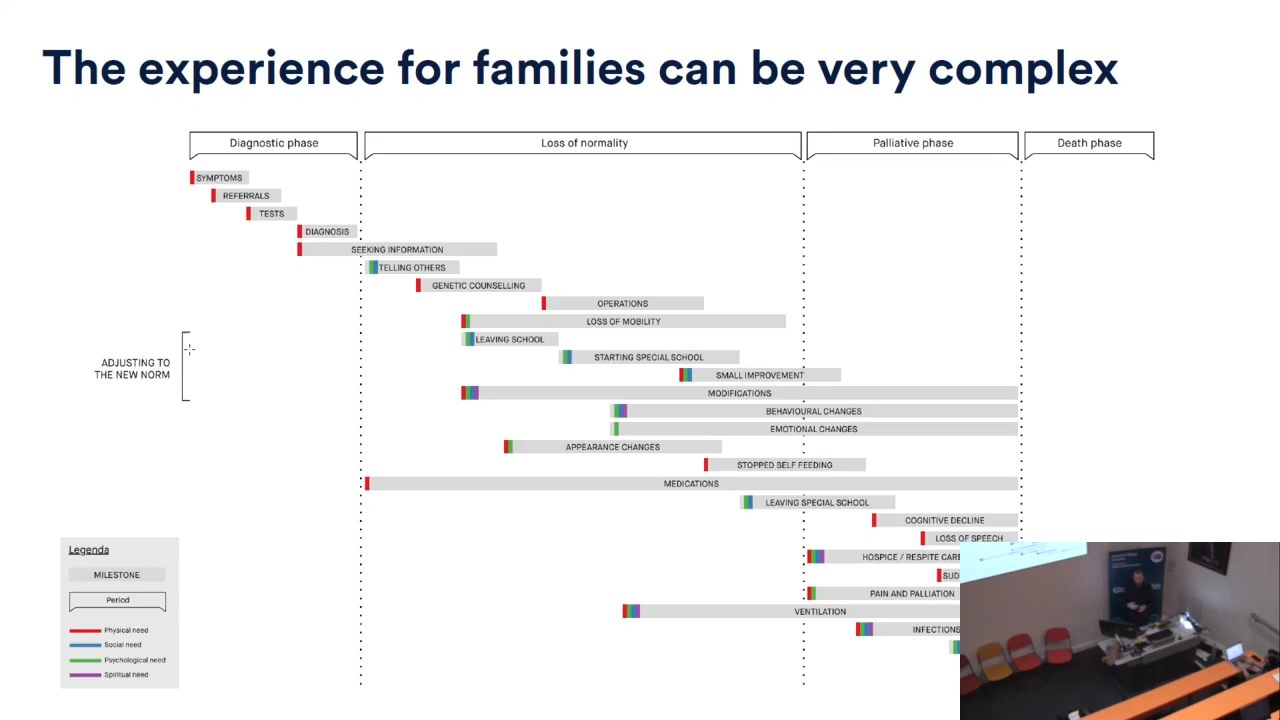 The experience for families can be very complex
Diagnostic phase
Loss of normality
Palliative phase
Death phase
SYMPTOMS
REFERRALS
TESTS
DIAGNOSIS
SEEKING INFORMATION
TELLING OTHERS
GENETIC COUNSELLING
OPERATIONS
LOSS OF MOBILITY
LEAVING SCHOOL
STARTING SPECIAL SCHOOL
ADJUSTING TO
THE NEW NORM
SMALL IMPROVEMENT
MODIFICATIONS
BEHAVIOURAL CHANGES
EMOTIONAL CHANGES
APPEARANCE CHANGES
STOPPED SELF FEEDING
MEDICATIONS
LEAVING SPECIAL SCHOOL
COGNITIVE DECLINE
LOSS OF SPEECH
HOSPICE / RESPITE CARE
SUD
PAIN AND PALLIATION
VENTILATION
INFECTIONS
Legenda
MILESTONE
Period
Physical need
Social need
Psychological need
Spiritual need